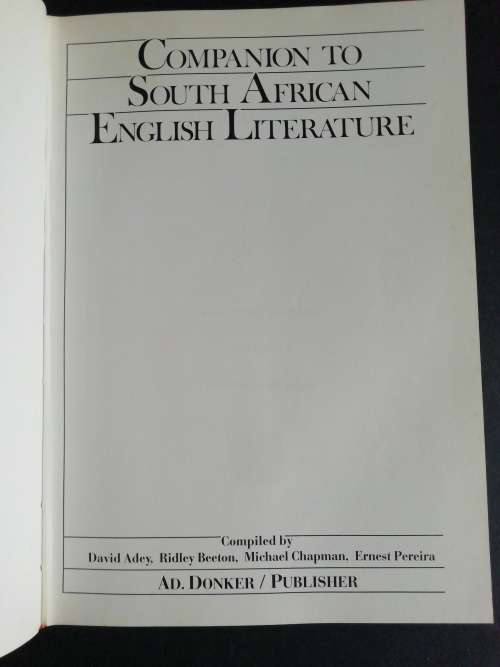 COMPANION TO
SOUTH AFRICAN
ENGLISH LITERATURE
Compiled by
David Adey, Ridley Beeton, Michael Chapman, Ernest Pereira
AD. DONKER / PUBLISHER